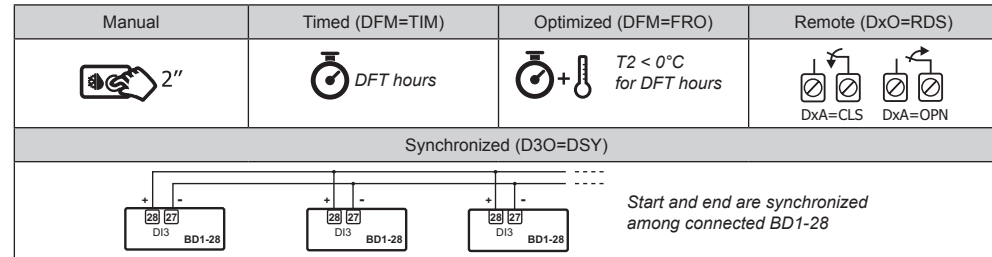 Manual
Timed (DFM=TIM)
Optimized (DFM=FRO)
Remote (DxO=RDS)
2″
DFT hours
+
T2 < 0°C
for DFT hours
DxA=CLS
DxA=OPN
Synchronized (D3O=DSY)
+ -
28 27
DI3
BD1-28
+ -
28 27
DI3
BD1-28
+ -
28 27
DI3
BD1-28
Start and end are synchronized
among connected BD1-28